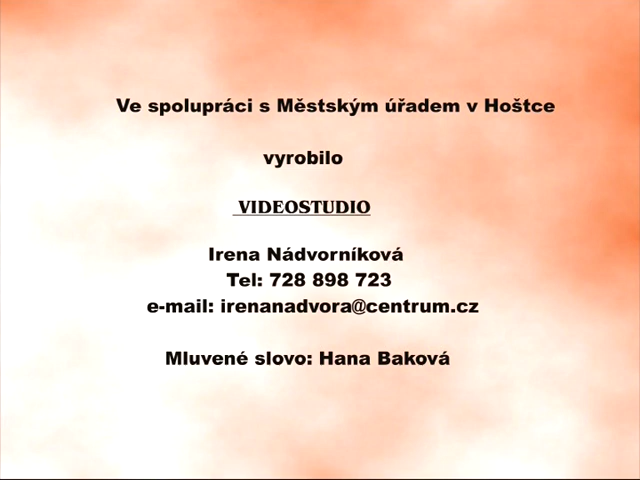 Ve spolupráci s Městským úřadem v Hoštce
vyrobilo
VIDEOSTUDIO
Irena Nádvorníková
Tel: 728 898 723
e-mail: irenanadvora@centrum.cz
Mluvené slovo: Hana Baková